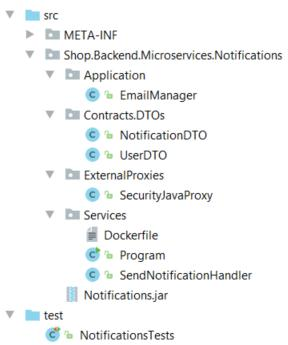 src
META-INF
Shop.Backend.Microservices.Notifications
Application
EmailManager
Contracts.DTOs
NotificationDTO
UserDTO
ExternalProxies
SecurityJavaProxy
Services
Dockerfile
Program
SendNotificationHandler
Notifications.jar
test
NotificationsTests